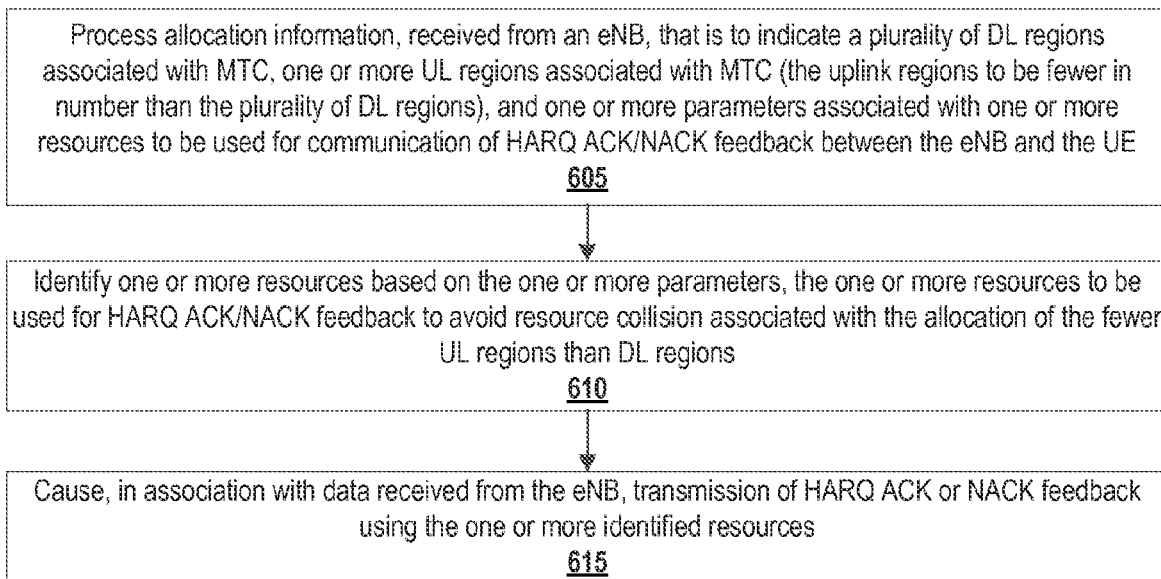 Process allocation information, received from an eNB, that is to indicate a plurality of DL regions
associated with MTC, one or more UL regions associated with MTC (the uplink regions to be fewer in
number than the plurality of DL regions), and one or more parameters associated with one or more
resources to be used for communication of HARQ ACK/NACK feedback between the eNB and the UE
605
Identify one or more resources based on the one or more parameters, the one or more resources to be
used for HARQ ACK/NACK feedback to avoid resource collision associated with the allocation of the fewer
UL regions than DL regions
610
Cause, in association with data received from the eNB, transmission of HARQ ACK or NACK feedback
using the one or more identified resources
615